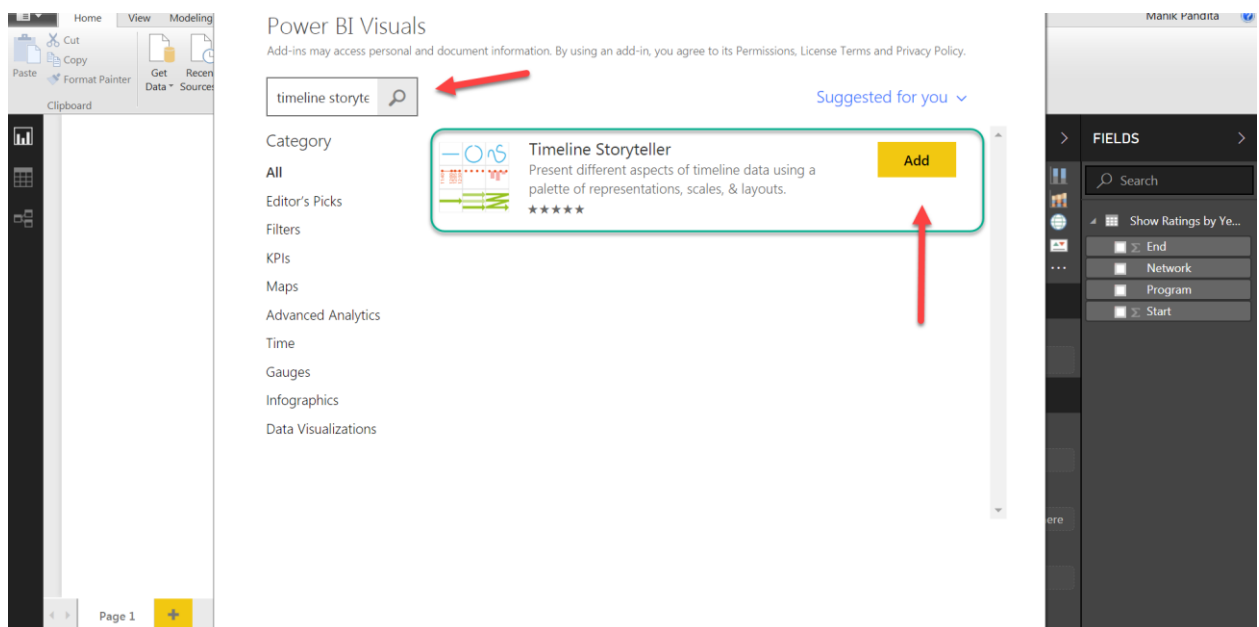 Home View Modeling
Manik Pandita
Cut
Copy
Format Painter
Paste
Get
Data
Recen
Sources
Clipboard
Power BI Visuals
Add-ins may access personal and document information. By using an add-in, you agree to its Permissions, License Terms and Privacy Policy.
timeline storyte
Suggested for you
Category
All
Editor's Picks
Filters
KPIs
Maps
Advanced Analytics
Time
Gauges
Infographics
Data Visualizations
Timeline Storyteller
Present different aspects of timeline data using a
palette of representations, scales, & layouts.
★★★★★
Add
FIELDS
Search
Show Ratings by Ye...
Σ End
Network
Program
Σ Start
ere
Page 1